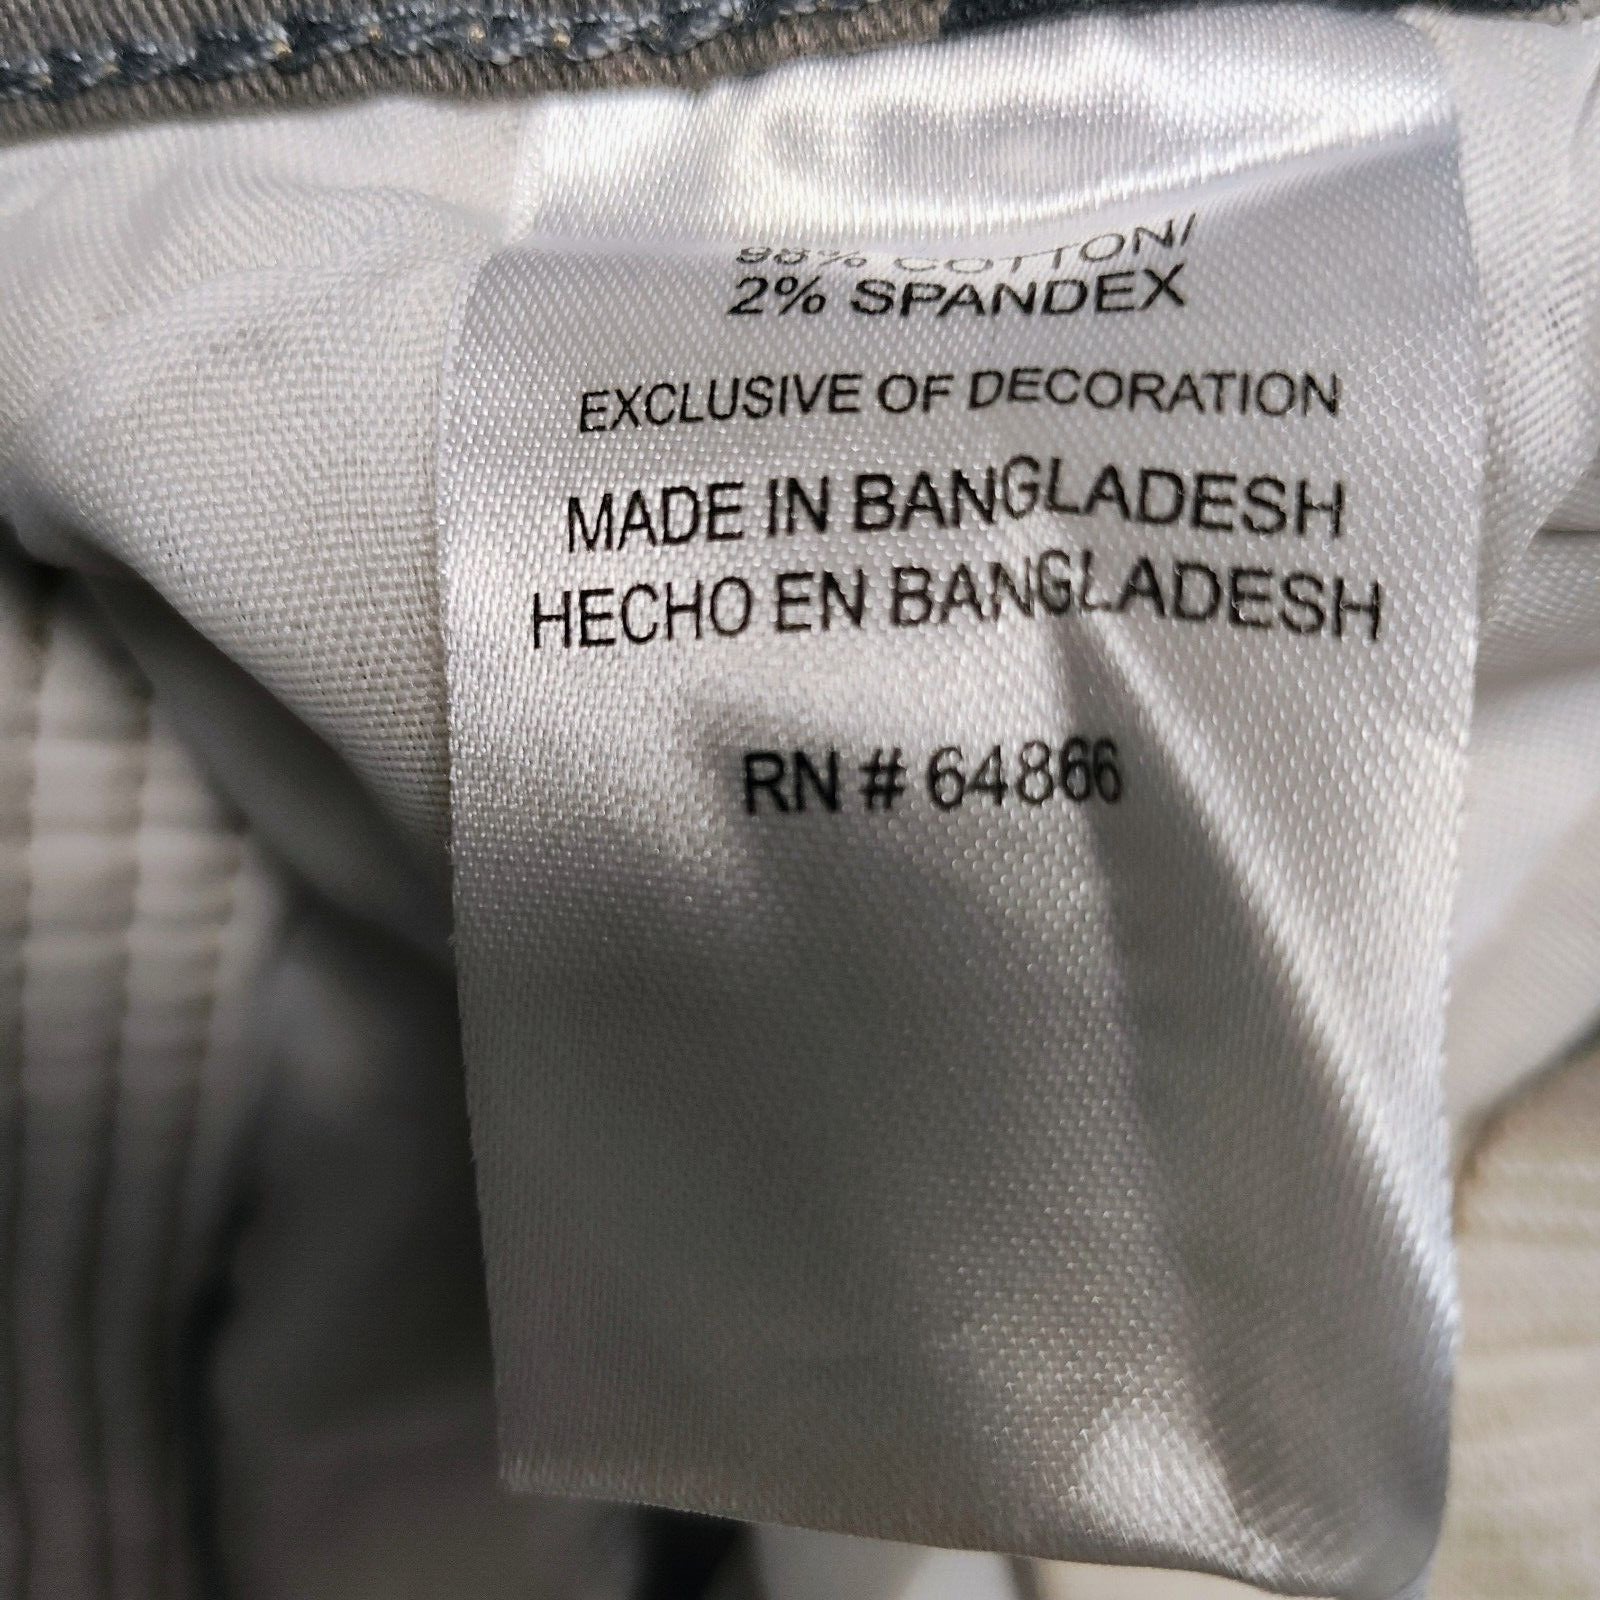 98% COTTON/
2% SPANDEX
EXCLUSIVE OF DECORATION
MADE IN BANGLADESH
HECHO EN BANGLADESH
RN # 64866